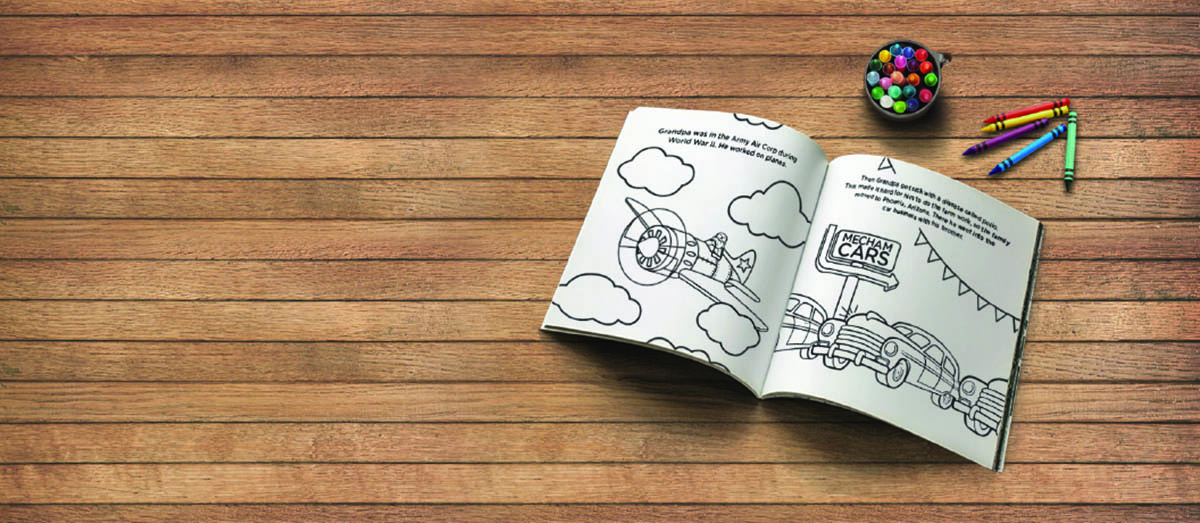 Grandpa was in the Army Air Corp during
World War II. He worked on planes.
Then Grandpa got sick with a disease called polio.
This made it hard for him to do the farm work, so the family
moved to Phoenix, Arizona. There he went into the
car business with his brother.
MECHAM
CARS